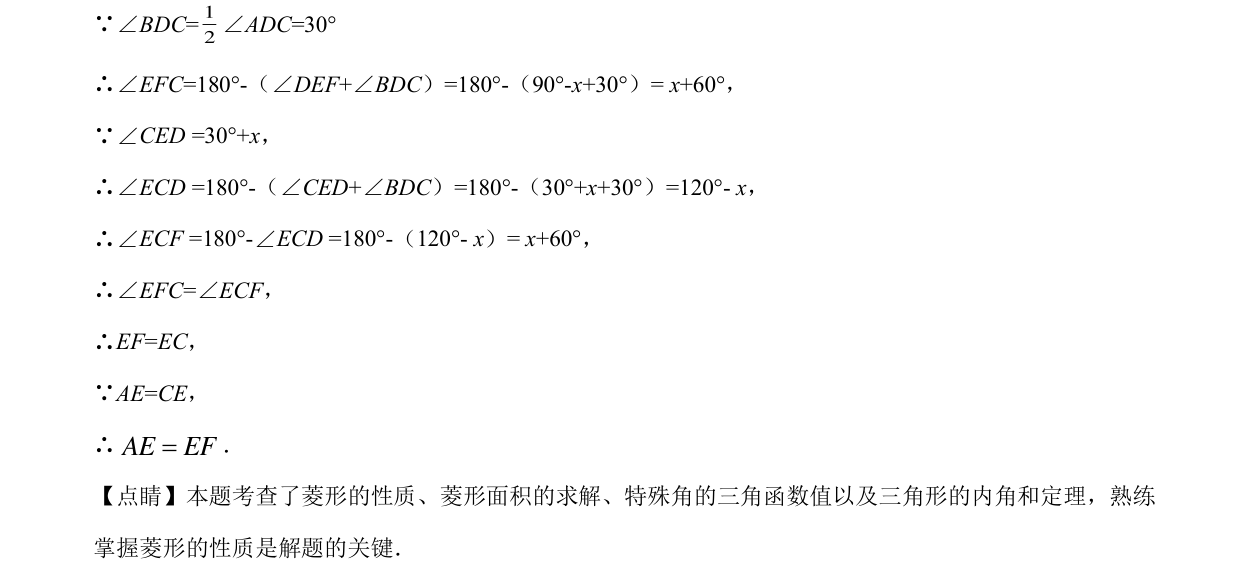 ∵∠BDC=1/2 ∠ADC=30°
∴∠EFC=180°-（∠DEF+∠BDC）=180°-（90°-x+30°）= x+60°，
∵∠CED =30°+x，
∴∠ECD =180°-（∠CED+∠BDC）=180°-（30°+x+30°）=120°- x，
∴∠ECF =180°-∠ECD =180°-（120°- x）= x+60°，
∴∠EFC=∠ECF，
∴EF=EC，
∵AE=CE，
∴ AE = EF．
【点睛】本题考查了菱形的性质、菱形面积的求解、特殊角的三角函数值以及三角形的内角和定理，熟练
掌握菱形的性质是解题的关键．